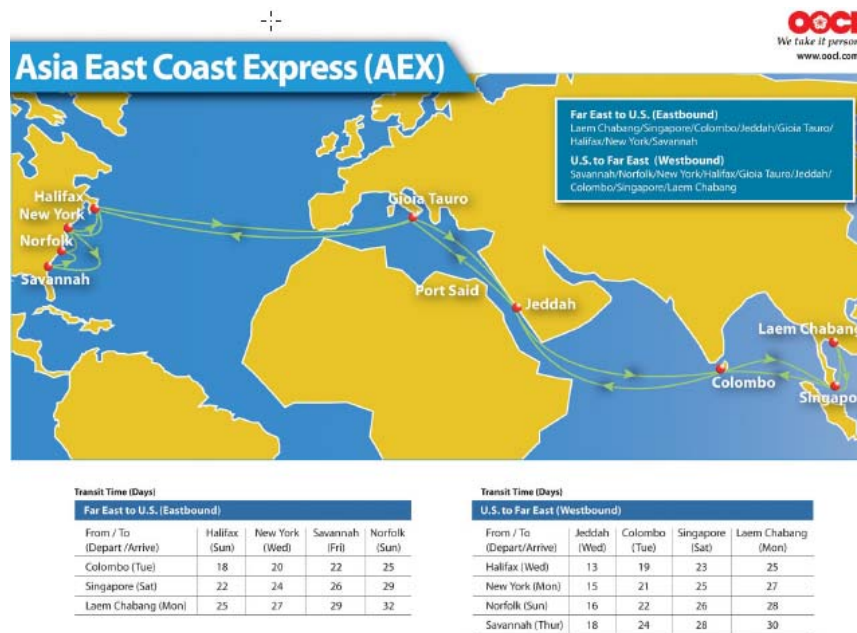 OOCL
We take it person
www.oocl.com
Asia East Coast Express (AEX)
Far East to U.S. (Eastbound)
Laem Chabang/Singapore/Colombo/Jeddah/Gioia Tauro/
Halifax/New York/Savannah
U.S. to Far East (Westbound)
Savannah/Norfolk/New York/Halifax/Gioia Tauro/Jeddah/
Colombo/Singapore/Laem Chabang
Halifax
New York
Norfolk
Savannah
Gioia Tauro
Port Said
Jeddah
Laem Chabang
Colombo
Singapo
Transit Time (Days)
Far East to U.S. (Eastbound)
From / To Halifax New York Savannah Norfolk
(Depart /Arrive) (Sun) (Wed) (Fri) (Sun)
Colombo (Tue) 18 20 22 25
Singapore (Sat) 22 24 26 29
Laem Chabang (Mon) 25 27 29 32
Transit Time (Days)
U.S. to Far East (Westbound)
From / To Jeddah Colombo Singapore Laem Chabang
(Depart/Arrive) (Wed) (Tue) (Sat) (Mon)
Halifax (Wed) 13 19 23 25
New York (Mon) 15 21 25 27
Norfolk (Sun) 16 22 26 28
Savannah (Thur) 18 24 28 30